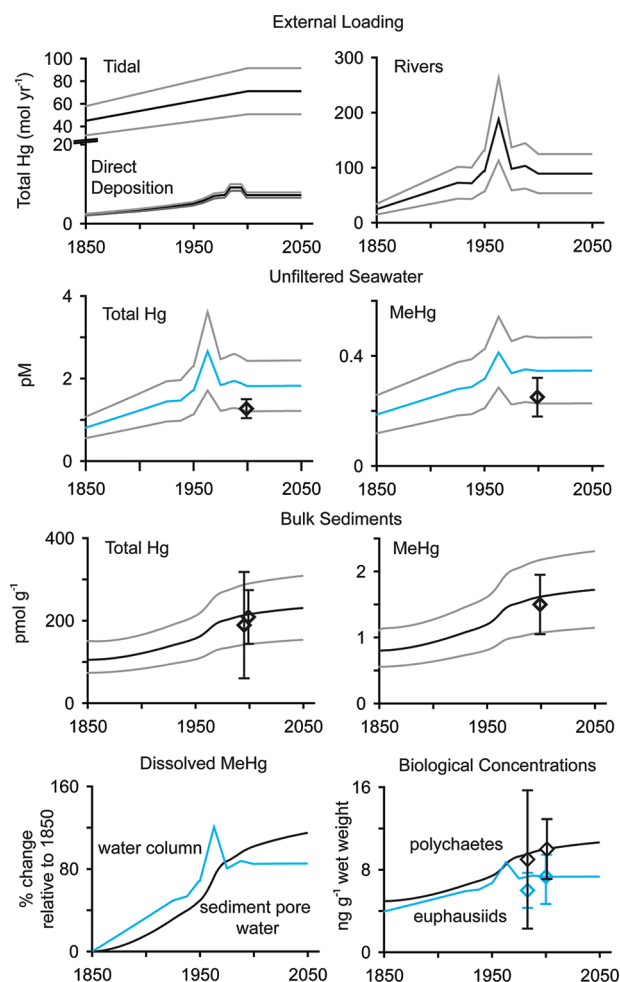 External Loading
Total Hg (mol yr-1)
100
80
60
40
20
0
Tidal
Direct
Deposition
1850 1950 2050
300
200
100
0
Rivers
1850 1950 2050
Unfiltered Seawater
pM
4
2
0
Total Hg
1850 1950 2050
0.4
0
MeHg
1850 1950 2050
Bulk Sediments
pmol g-1
400
200
0
Total Hg
1850 1950 2050
2
1
0
MeHg
1850 1950 2050
Dissolved MeHg
% change
relative to 1850
160
80
0
water column
sediment pore
water
1850 1950 2050
Biological Concentrations
ng g-1 wet weight
16
8
0
polychaetes
euphausiids
1850 1950 2050